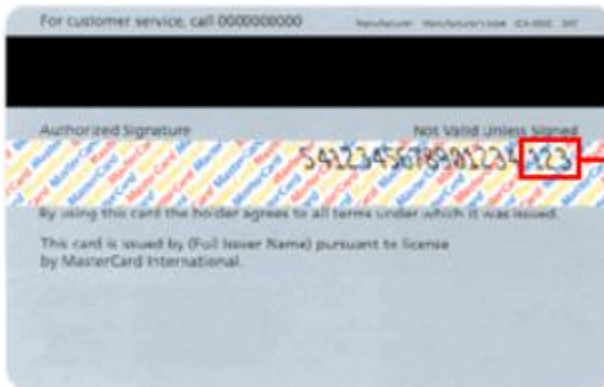 For customer service, call 0000000000
Authorized Signature Not Valid Unless Signed
5412345678901234 123
By using this card the holder agrees to all terms under which it was issued.
This card is issued by (Full Issuer Name) pursuant to license
by MasterCard International.